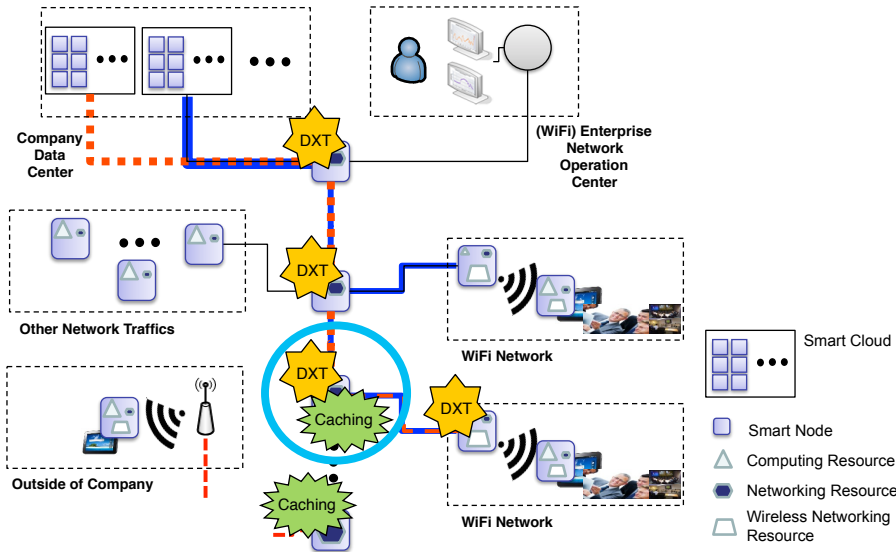 DXT
Company
Data
Center
(WiFi) Enterprise
Network
Operation
Center
DXT
Other Network Traffics
WiFi Network
Smart Cloud
DXT
Caching
DXT
Smart Node
Computing Resource
Networking Resource
Wireless Networking
Resource
Outside of Company
Caching
WiFi Network